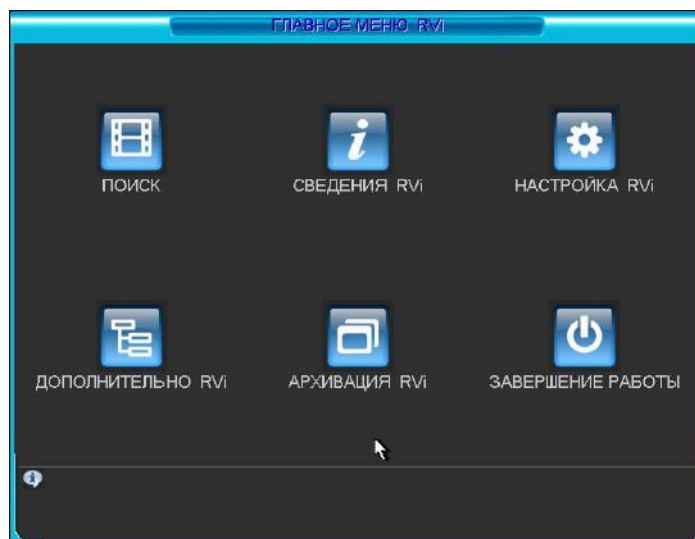 ГЛАВНОЕ МЕНЮ RVi
ПОИСК
СВЕДЕНИЯ RVi
НАСТРОЙКА RVi
ДОПОЛНИТЕЛЬНО RVi
АРХИВАЦИЯ RVi
ЗАВЕРШЕНИЕ РАБОТЫ